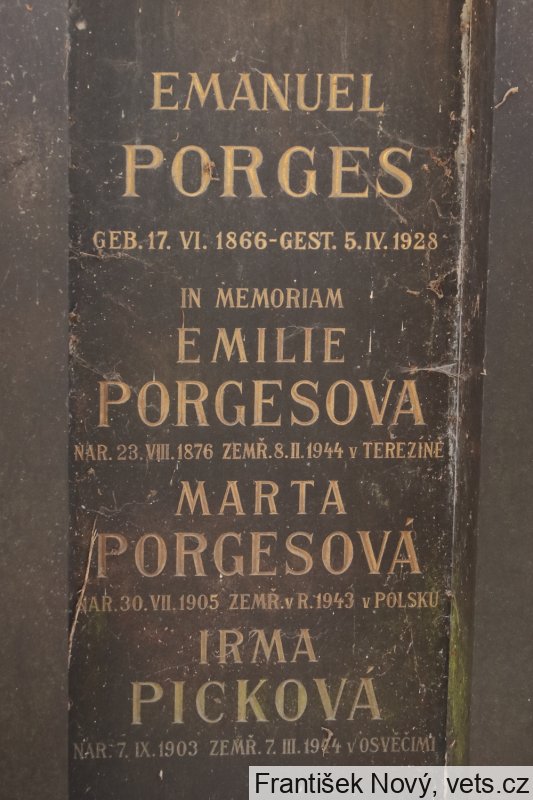 EMANUEL
PORGES
GEB. 17. VI. 1866-GEST. 5. IV. 1928
IN MEMORIAM
EMILIE
PORGESOVA
NAR. 23. VIII. 1876 ZEMŘ. 8. II. 1944 V TEREZÍNĚ
MARTA
PORGESOVÁ
NAR. 30. VII. 1905 ZEMŘ. V R. 1943 V POLSKU
IRMA
PICKOVÁ
NAR. 7. IX. 1903 ZEMŘ. 7. III. 1944 V OSVĚČIMI
František Nový, vets.cz